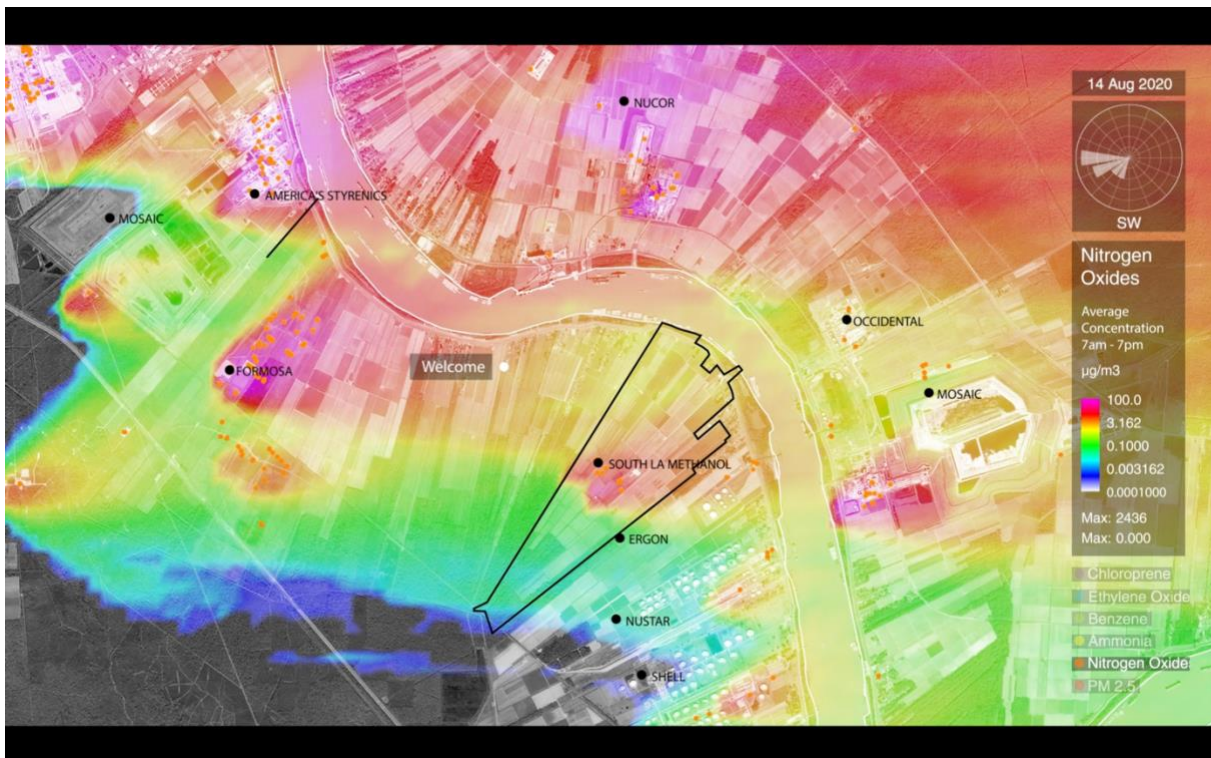 14 Aug 2020
SW
NUCOR
AMERICA'S STYRENICS
MOSAIC
OCCIDENTAL
Welcome
FORMOSA
MOSAIC
SOUTH LA METHANOL
ERGON
NUSTAR
SHELL
Nitrogen
Oxides
Average
Concentration
7am - 7pm
µg/m3
100.0
3.162
0.1000
0.003162
0.0001000
Max: 2436
Max: 0.000
Chloroprene
Ethylene Oxide
Benzene
Ammonia
Nitrogen Oxide
PM 2.5